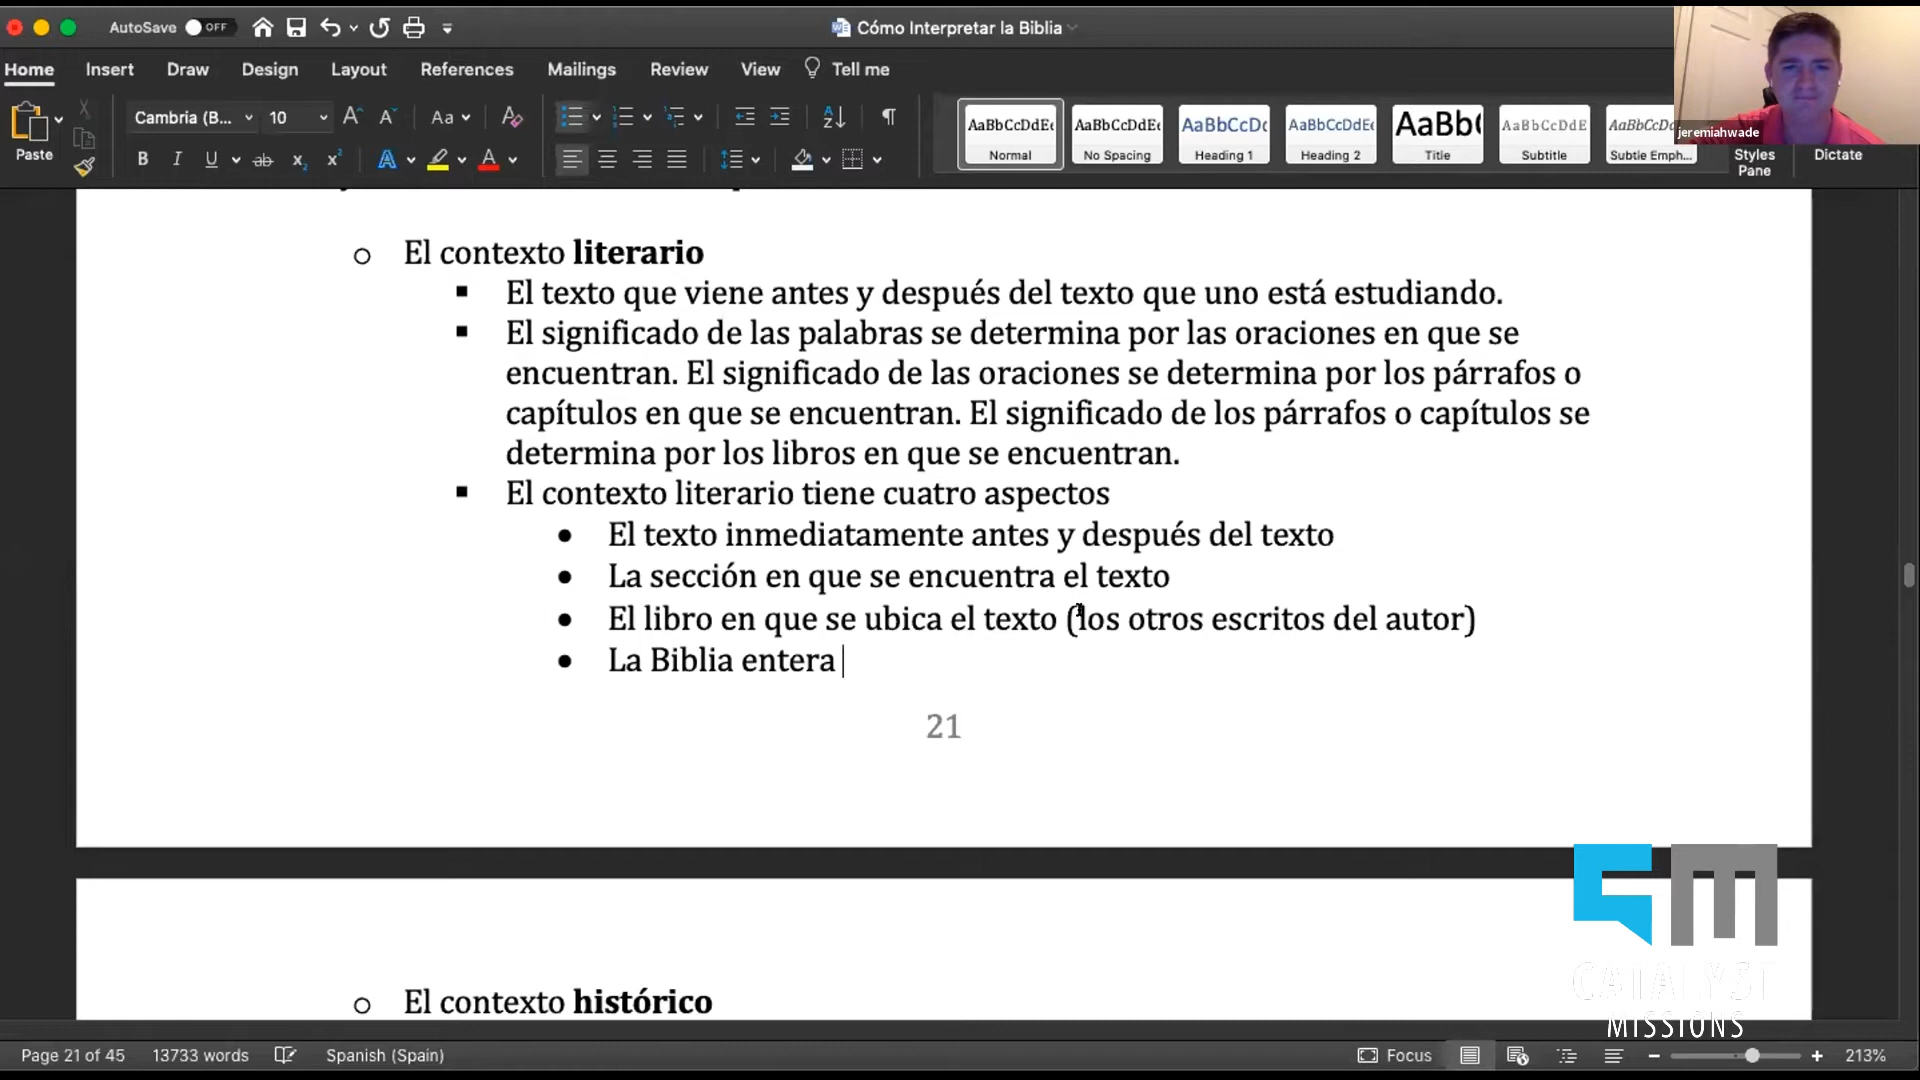 AutoSave OFF Cómo Interpretar la Biblia
Home Insert Draw Design Layout References Mailings Review View Tell me
jeremiahwade
Paste Cambria (B... 10 Aa
AaBbCcDdEe AaBbCcDdEe AaBbCcDc AaBbCcDdEe AaBb( AaBbCcDdE AaBbCcDc
Normal No Spacing Heading 1 Heading 2 Title Subtitle Subtle Emph... Styles Pane Dictate
o El contexto literario
▪ El texto que viene antes y después del texto que uno está estudiando.
▪ El significado de las palabras se determina por las oraciones en que se
encuentran. El significado de las oraciones se determina por los párrafos o
capítulos en que se encuentran. El significado de los párrafos o capítulos se
determina por los libros en que se encuentran.
▪ El contexto literario tiene cuatro aspectos
• El texto inmediatamente antes y después del texto
• La sección en que se encuentra el texto
• El libro en que se ubica el texto (los otros escritos del autor)
• La Biblia entera
21
o El contexto histórico
CATALYST
MISSIONS
Page 21 of 45 13733 words Spanish (Spain) Focus 213%